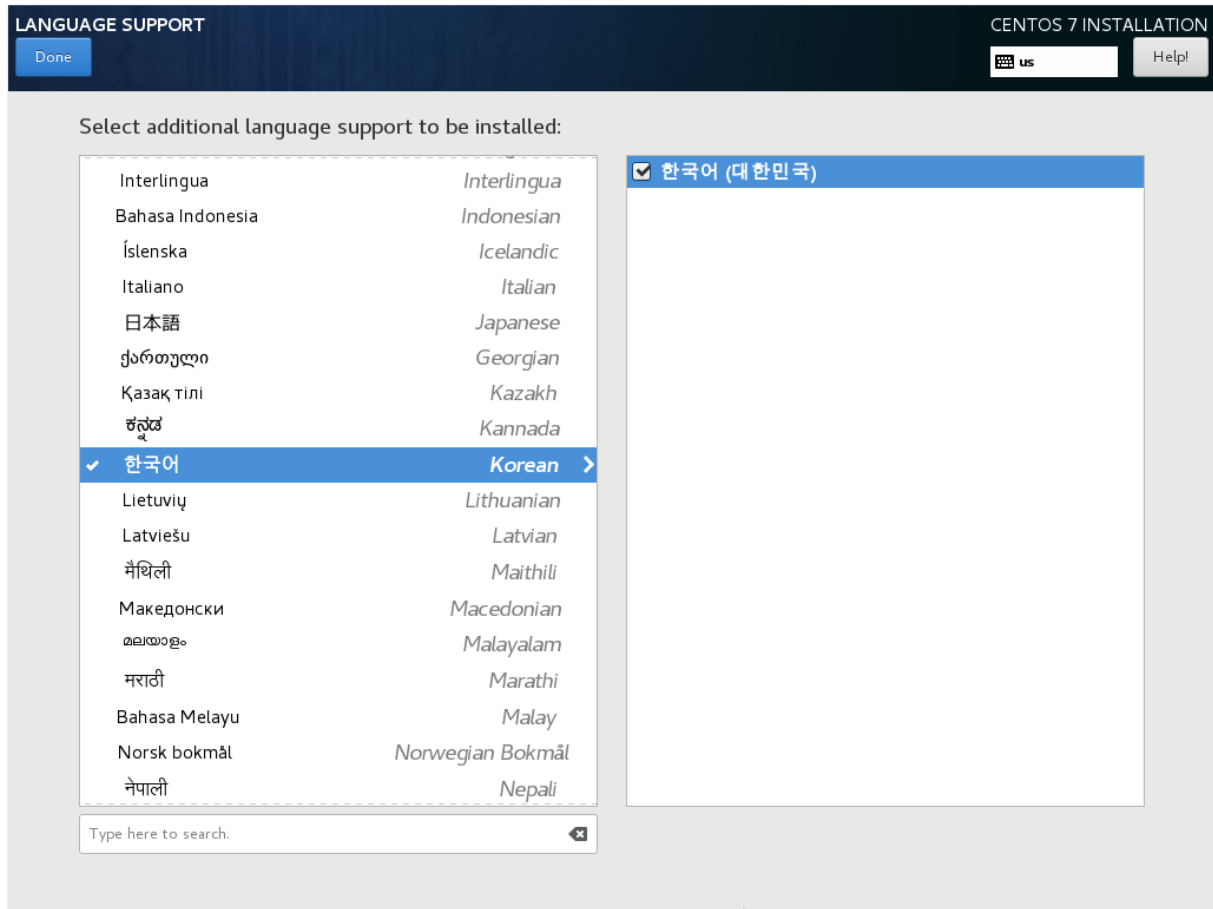 LANGUAGE SUPPORT
CENTOS 7 INSTALLATION
Done
us
Help!
Select additional language support to be installed:
Interlingua Interlingua
Bahasa Indonesia Indonesian
Íslenska Icelandic
Italiano Italian
日本語 Japanese
ქართული Georgian
Қазақ тілі Kazakh
ಕನ್ನಡ Kannada
한국어 Korean
Lietuvių Lithuanian
Latviešu Latvian
मैथिली Maithili
Македонски Macedonian
മലയാളം Malayalam
मराठी Marathi
Bahasa Melayu Malay
Norsk bokmål Norwegian Bokmål
नेपाली Nepali
Type here to search.
한국어 (대한민국)